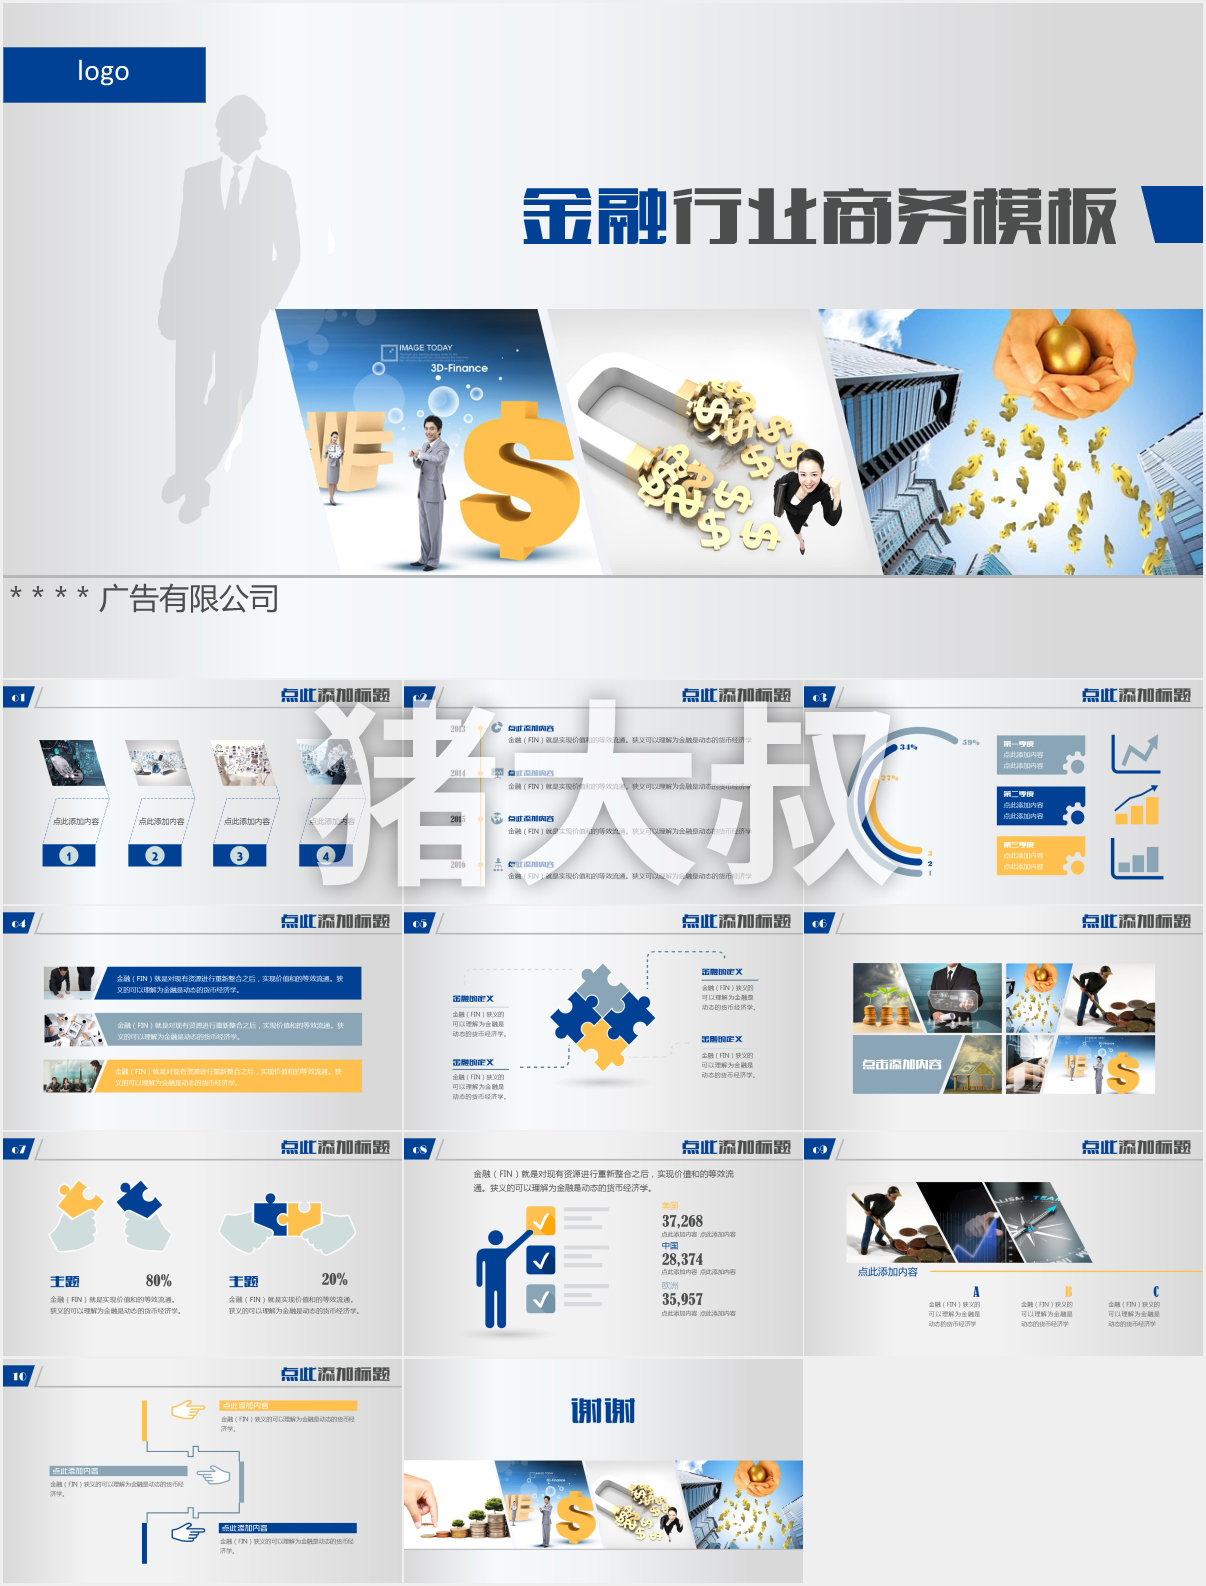 logo
金融行业商务模板
IMAGE TODAY
3D-Finance
* * * * 广告有限公司
01
点此添加标题
点此添加内容
点此添加内容
点此添加内容
点此添加内容
1
2
3
4
02
点此添加标题
2013
点此添加内容
金融（FIN）就是实现价值和的等效流通。狭义可以理解为金融是动态的货币经济学
2014
点此添加内容
金融（FIN）就是实现价值和的等效流通。狭义可以理解为金融是动态的货币经济学
2015
点此添加内容
金融（FIN）就是实现价值和的等效流通。狭义可以理解为金融是动态的货币经济学
2016
点此添加内容
金融（FIN）就是实现价值和的等效流通。狭义可以理解为金融是动态的货币经济学
03
点此添加标题
59%
34%
3
2
1
第一季度
点此添加内容
点此添加内容
第二季度
点此添加内容
点此添加内容
点此添加内容
点此添加内容
猪大叔
04
点此添加标题
金融（FIN）就是对现有资源进行重新整合之后，实现价值和的等效流通。狭
义的可以理解为金融是动态的货币经济学。
金融（FIN）就是对现有资源进行重新整合之后，实现价值和的等效流通。狭
义的可以理解为金融是动态的货币经济学。
金融（FIN）就是对现有资源进行重新整合之后，实现价值和的等效流通。狭
义的可以理解为金融是动态的货币经济学。
05
点此添加标题
金融的定义
金融（FIN）狭义的
可以理解为金融是
动态的货币经济学。
金融的定义
金融（FIN）狭义的
可以理解为金融是
动态的货币经济学。
金融的定义
金融（FIN）狭义的
可以理解为金融是
动态的货币经济学。
金融的定义
金融（FIN）狭义的
可以理解为金融是
动态的货币经济学。
06
点此添加标题
点击添加内容
07
点此添加标题
主题
80%
金融（FIN）就是实现价值和的等效流通。
狭义的可以理解为金融是动态的货币经济学。
主题
20%
金融（FIN）就是实现价值和的等效流通。
狭义的可以理解为金融是动态的货币经济学。
08
点此添加标题
金融（FIN）就是对现有资源进行重新整合之后，实现价值和的等效流
通。狭义的可以理解为金融是动态的货币经济学。
美国
37,268
点此添加内容 点此添加内容
中国
28,374
点此添加内容 点此添加内容
欧洲
35,957
点此添加内容 点此添加内容
09
点此添加标题
点此添加内容
A
金融（FIN）狭义的
可以理解为金融是
动态的货币经济学
B
金融（FIN）狭义的
可以理解为金融是
动态的货币经济学
C
金融（FIN）狭义的
可以理解为金融是
动态的货币经济学
10
点此添加标题
点此添加内容
金融（FIN）狭义的可以理解为金融是动态的货币经
济学。
点此添加内容
金融（FIN）狭义的可以理解为金融是动态的货币经
济学。
点此添加内容
金融（FIN）狭义的可以理解为金融是动态的货币经
济学。
谢谢